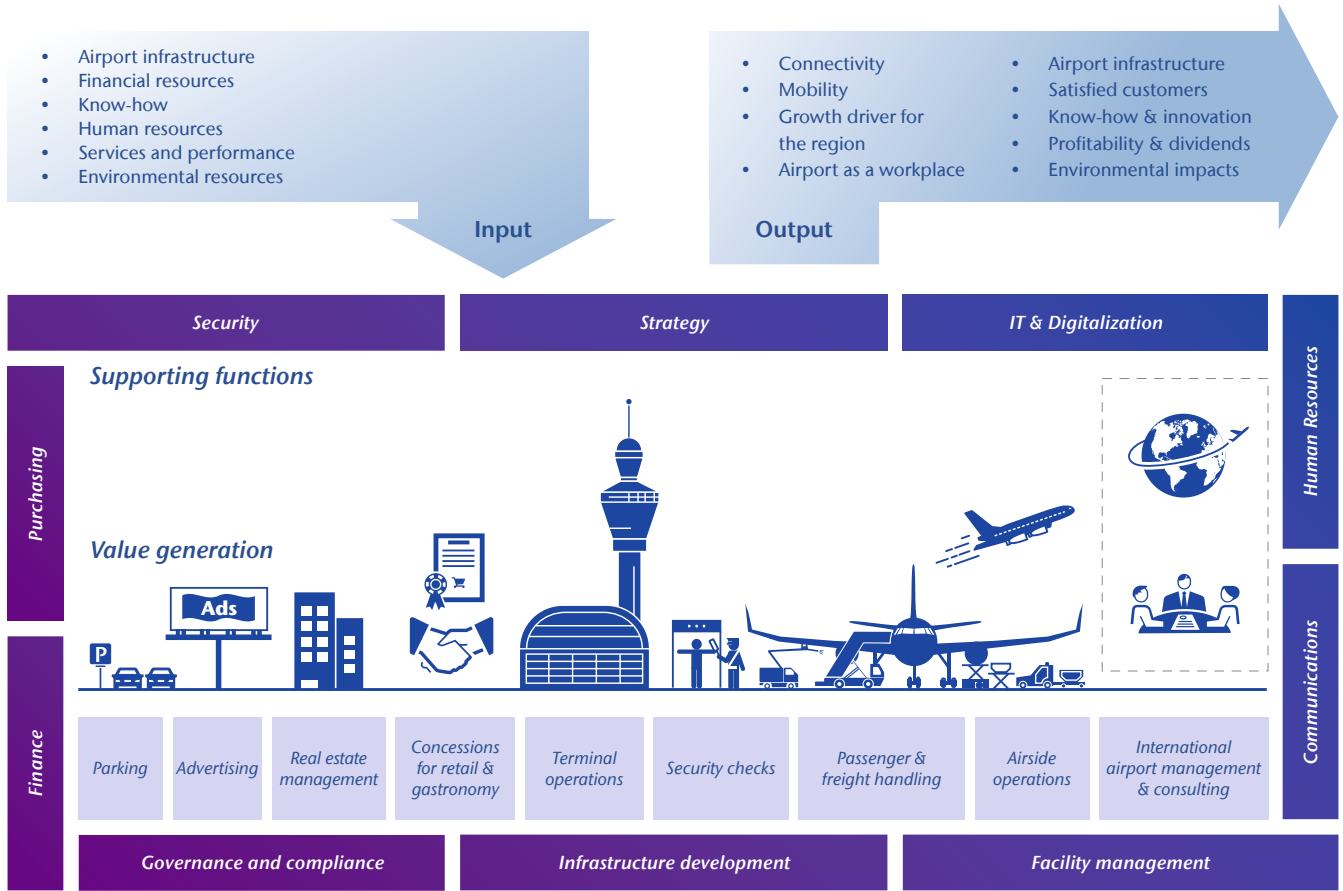 • Airport infrastructure
• Financial resources
• Know-how
• Human resources
• Services and performance
• Environmental resources
Input
• Connectivity
• Mobility
• Growth driver for
the region
• Airport as a workplace
• Airport infrastructure
• Satisfied customers
• Know-how & innovation
• Profitability & dividends
• Environmental impacts
Output
Security
Strategy
IT & Digitalization
Human Resources
Purchasing
Supporting functions
Value generation
Ads
P
Finance
Communications
Parking
Advertising
Real estate
management
Concessions
for retail &
gastronomy
Terminal
operations
Security checks
Passenger &
freight handling
Airside
operations
International
airport management
& consulting
Governance and compliance
Infrastructure development
Facility management